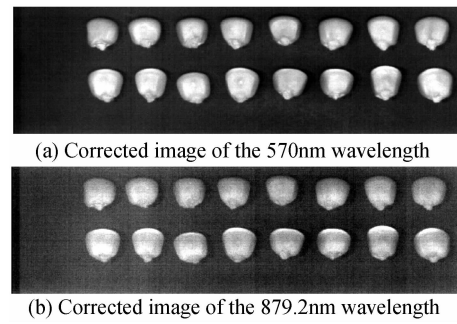 (a) Corrected image of the 570nm wavelength
(b) Corrected image of the 879.2nm wavelength